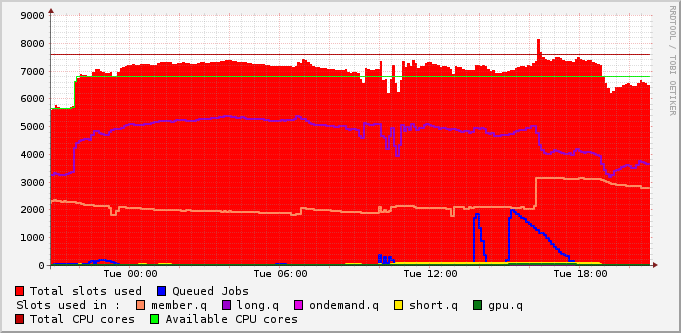 9000
8000
7000
6000
5000
4000
3000
2000
1000
0
Tue 00:00 Tue 06:00 Tue 12:00 Tue 18:00
RRDTOOL / TOBI OETIKER
Total slots used Queued Jobs
Slots used in : member.q long.q ondemand.q short.q gpu.q
Total CPU cores Available CPU cores